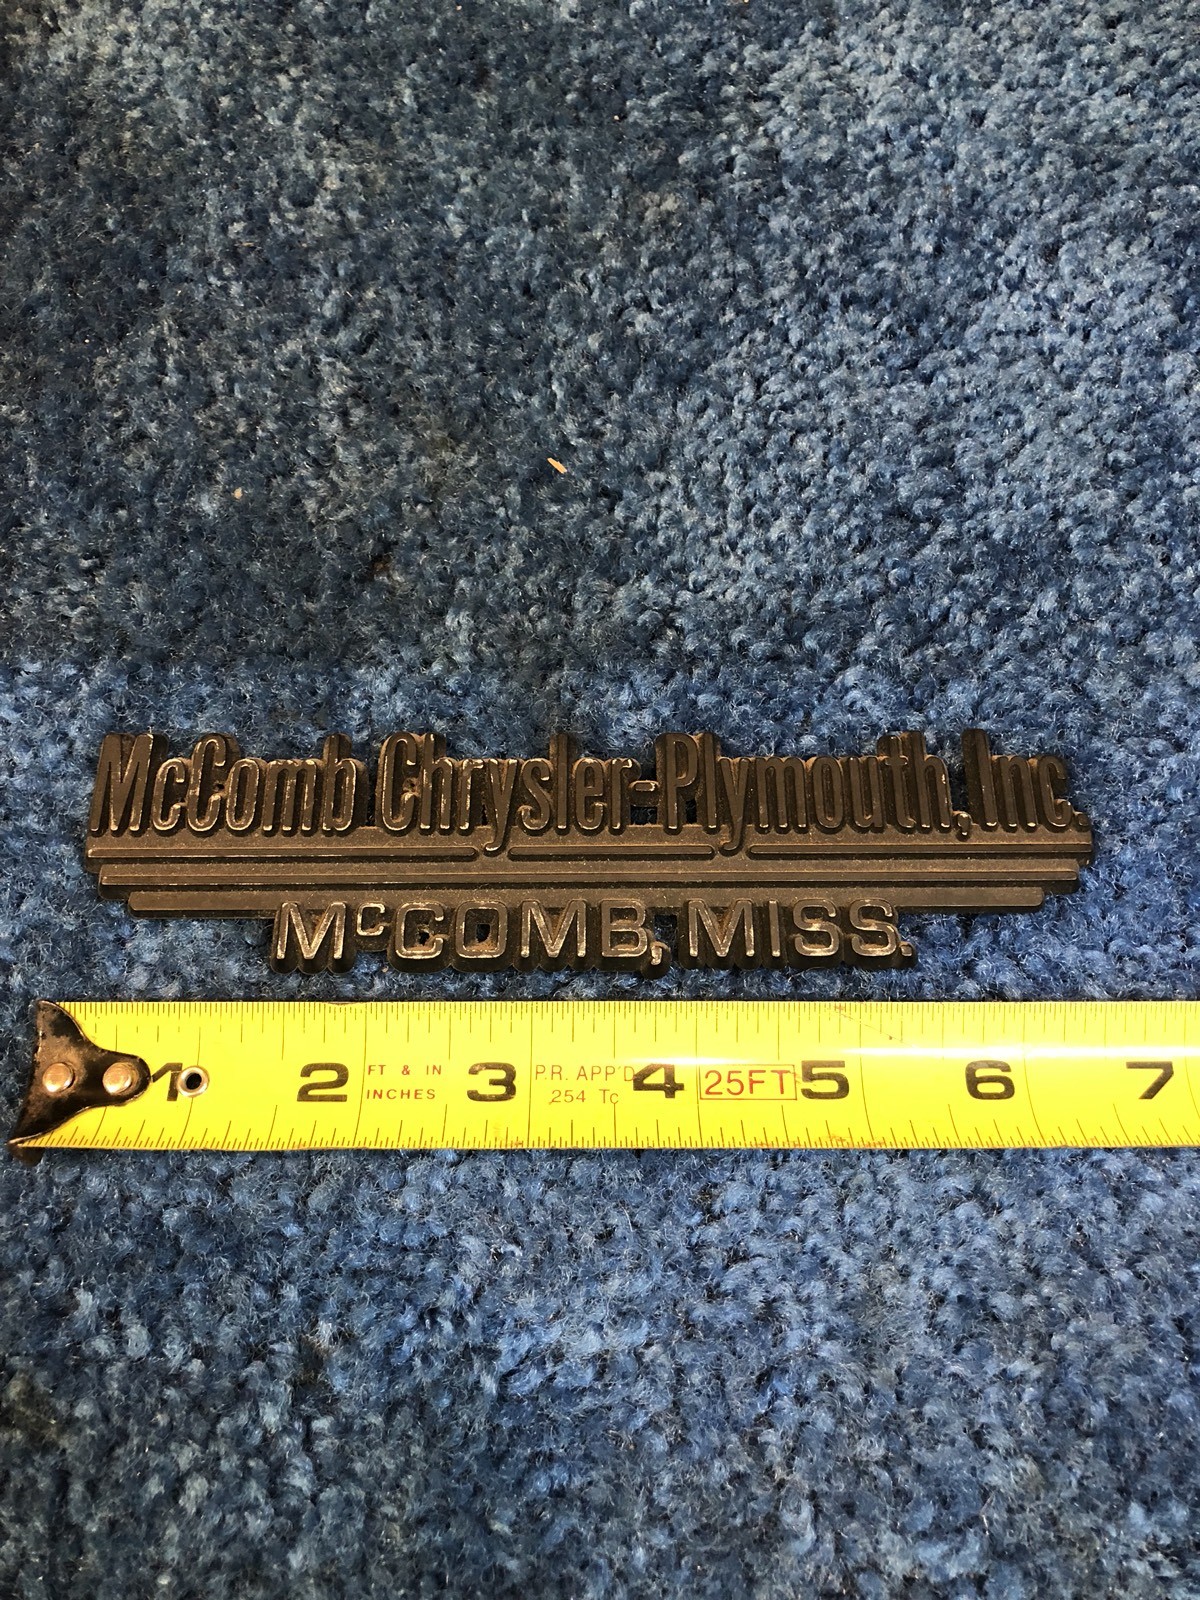 McComb Chrysler-Plymouth, Inc.
McCOMB, MISS.
1 2 FT & IN INCHES 3 P.R. APP'D 254 Tc 4 25FT 5 6 7